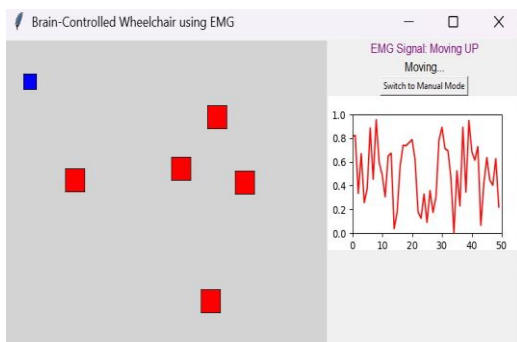 Brain-Controlled Wheelchair using EMG
EMG Signal: Moving UP
Moving...
Switch to Manual Mode
1.0
0.8
0.6
0.4
0.2
0.0
0 10 20 30 40 50